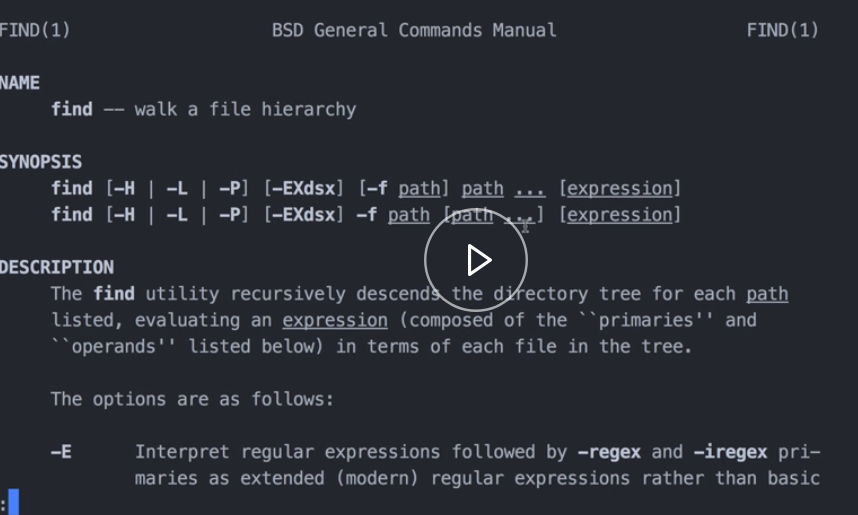 FIND(1) BSD General Commands Manual FIND(1)
NAME
find -- walk a file hierarchy
SYNOPSIS
find [-H | -L | -P] [-EXdsx] [-f path] path ... [expression]
find [-H | -L | -P] [-EXdsx] -f path [path ...] [expression]
DESCRIPTION
The find utility recursively descends the directory tree for each path
listed, evaluating an expression (composed of the ``primaries'' and
``operands'' listed below) in terms of each file in the tree.
The options are as follows:
-E Interpret regular expressions followed by -regex and -iregex pri-
maries as extended (modern) regular expressions rather than basic
: